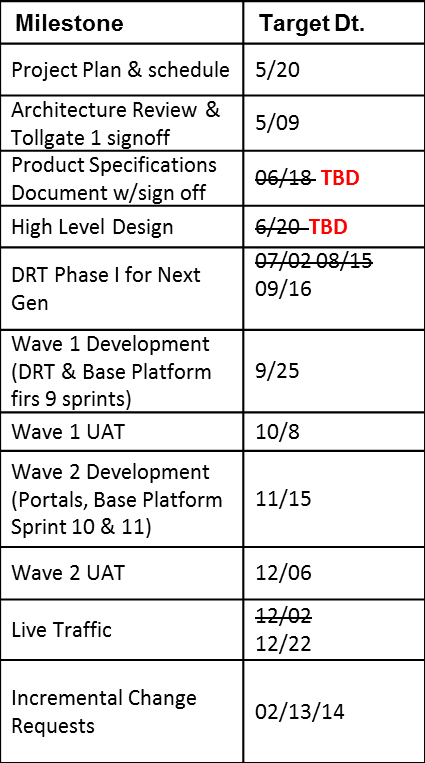 Milestone Target Dt.
Project Plan & schedule 5/20
Architecture Review &
Tollgate 1 signoff 5/09
Product Specifications
Document w/sign off 06/18 TBD
High Level Design 6/20 TBD
DRT Phase I for Next
Gen
07/02 08/15
09/16
Wave 1 Development
(DRT & Base Platform
firs 9 sprints) 9/25
Wave 1 UAT 10/8
Wave 2 Development
(Portals, Base Platform
Sprint 10 & 11) 11/15
Wave 2 UAT 12/06
Live Traffic
12/02
12/22
Incremental Change
Requests 02/13/14